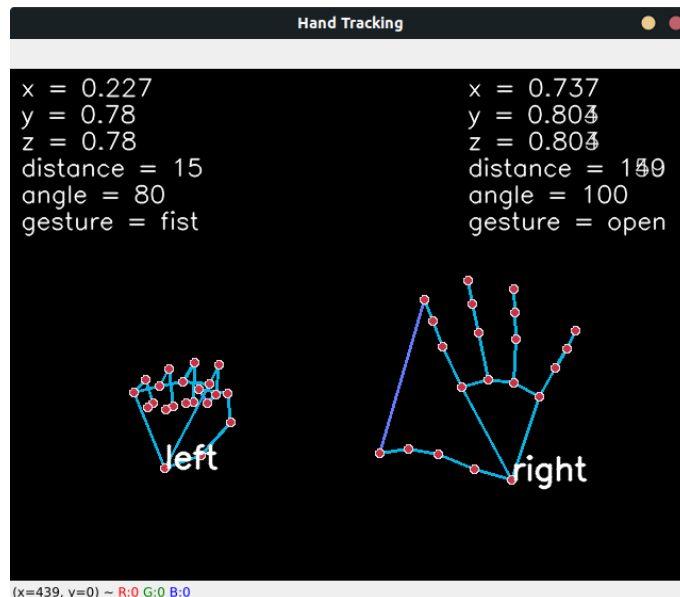 Hand Tracking
x = 0.227
y = 0.78
z = 0.78
distance = 15
angle = 80
gesture = fist
x = 0.737
y =
z =
distance =
angle = 100
gesture = open
left
right
(x=439, y=0) ~ R:0 G:0 B:0